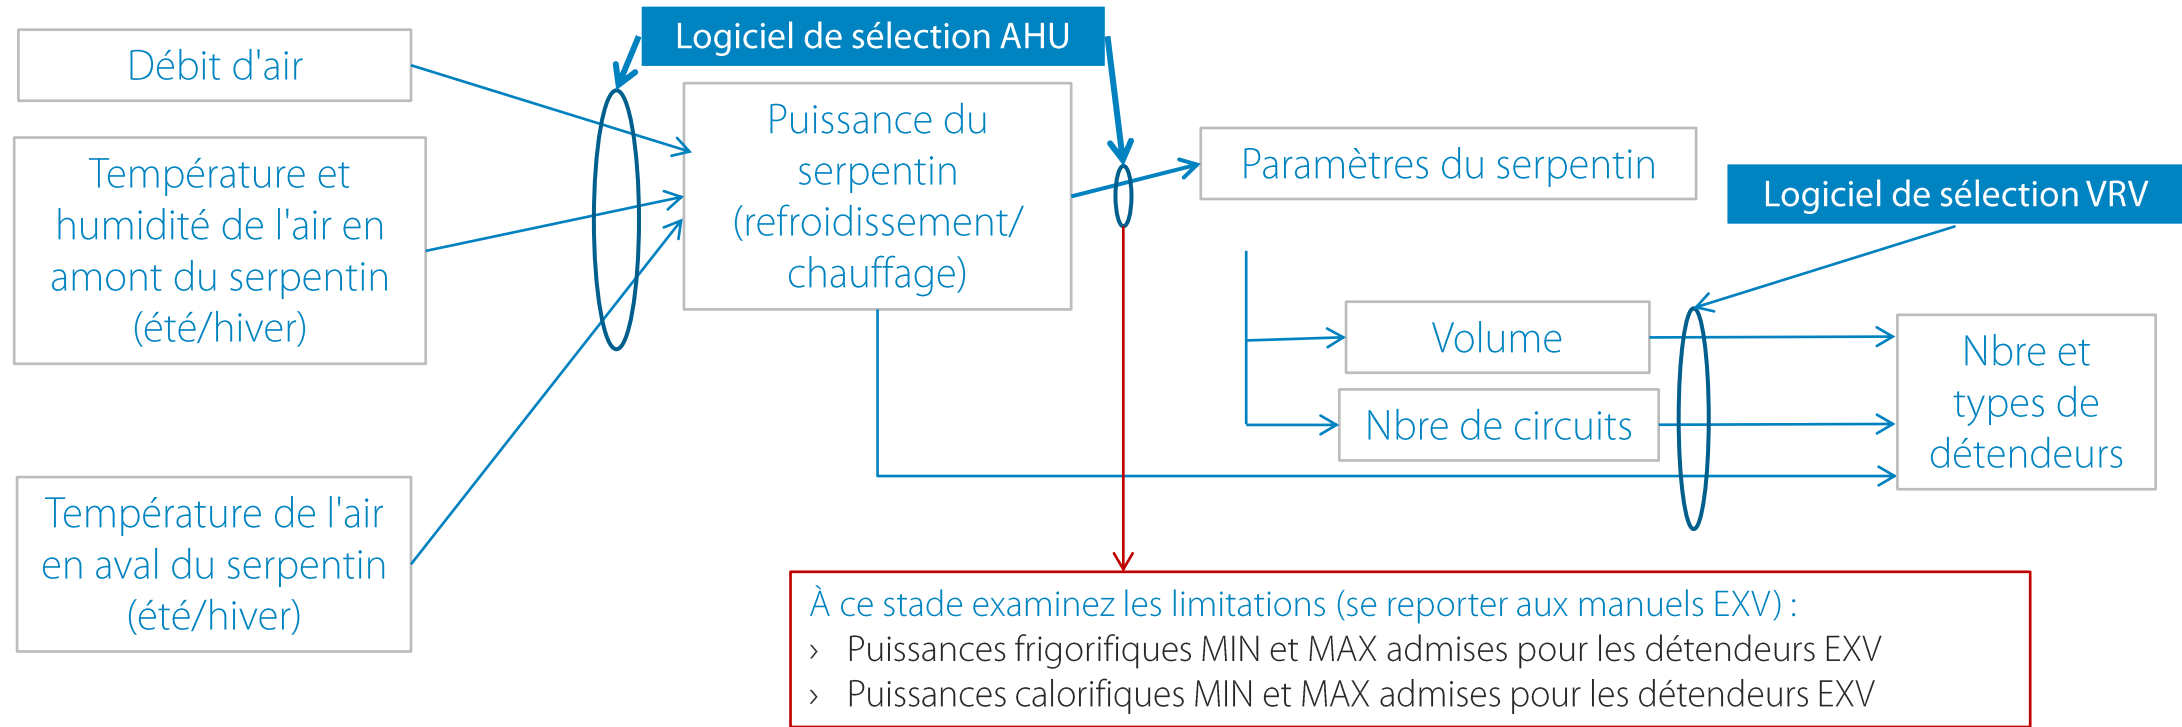 Logiciel de sélection AHU
Débit d'air
Température et
humidité de l'air en
amont du serpentin
(été/hiver)
Température de l'air
en aval du serpentin
(été/hiver)
Puissance du
serpentin
(refroidissement/
chauffage)
Paramètres du serpentin
Logiciel de sélection VRV
Volume
Nbre de circuits
Nbre et
types de
détendeurs
À ce stade examinez les limitations (se reporter aux manuels EXV) :
› Puissances frigorifiques MIN et MAX admises pour les détendeurs EXV
› Puissances calorifiques MIN et MAX admises pour les détendeurs EXV